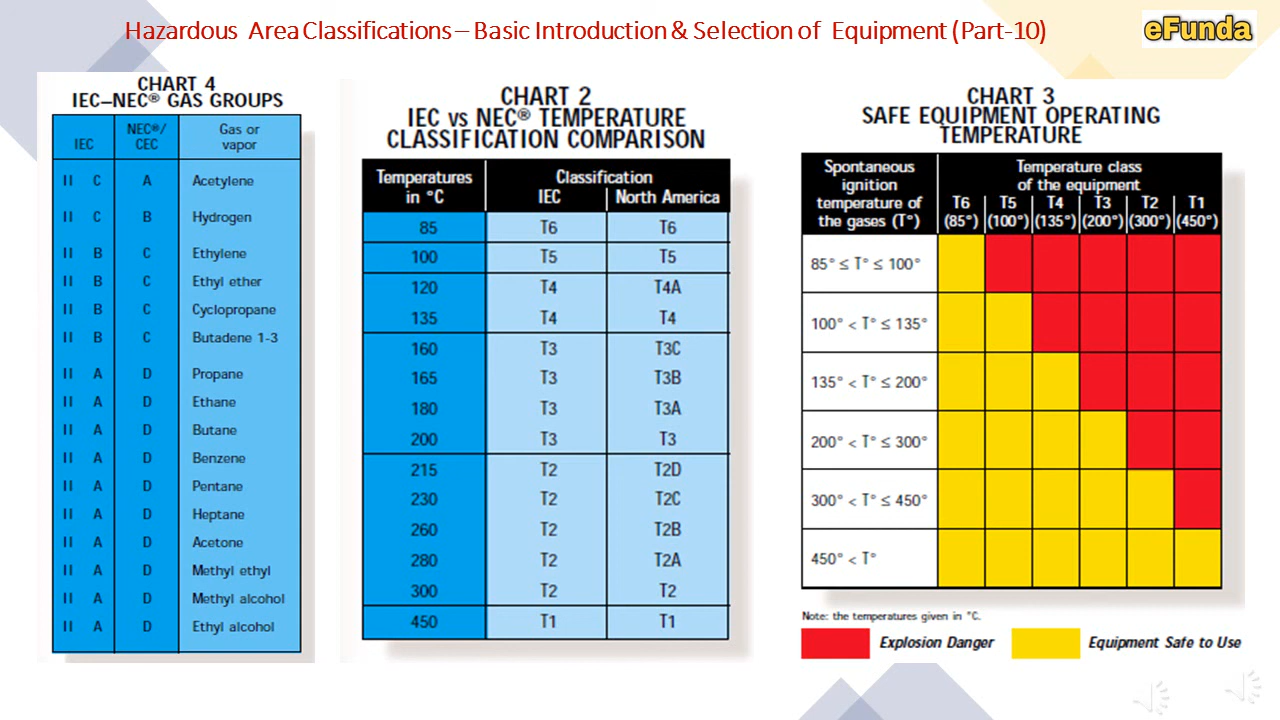 Hazardous Area Classifications – Basic Introduction & Selection of Equipment (Part-10)
eFunda
CHART 4
IEC–NEC® GAS GROUPS
IEC NEC®/CEC Gas or vapor
II C A Acetylene
II C B Hydrogen
II B C Ethylene
II B C Ethyl ether
II B C Cyclopropane
II B C Butadene 1-3
II A D Propane
II A D Ethane
II A D Butane
II A D Benzene
II A D Pentane
II A D Heptane
II A D Acetone
II A D Methyl ethyl
II A D Methyl alcohol
II A D Ethyl alcohol
CHART 2
IEC vs NEC® TEMPERATURE
CLASSIFICATION COMPARISON
Temperatures Classification
in °C IEC North America
85 T6 T6
100 T5 T5
120 T4 T4A
135 T4 T4
160 T3 T3C
165 T3 T3B
180 T3 T3A
200 T3 T3
215 T2 T2D
230 T2 T2C
260 T2 T2B
280 T2 T2A
300 T2 T2
450 T1 T1
CHART 3
SAFE EQUIPMENT OPERATING
TEMPERATURE
Spontaneous
ignition
temperature of
the gases (T°)
Temperature class
of the equipment
T6 T5 T4 T3 T2 T1
(85°) (100°) (135°) (200°) (300°) (450°)
85° ≤ T° ≤ 100°
100° < T° ≤ 135°
135° < T° ≤ 200°
200° < T° ≤ 300°
300° < T° ≤ 450°
450° < T°
Note: the temperatures given in °C.
Explosion Danger Equipment Safe to Use